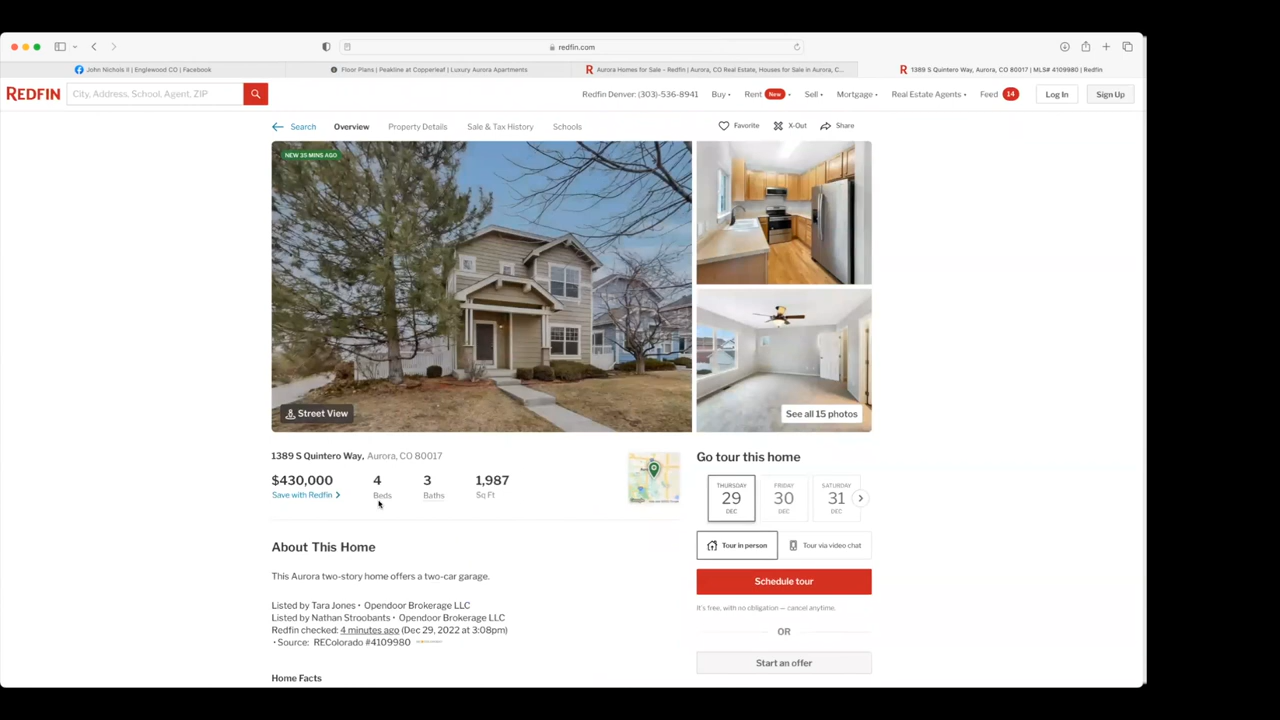 redfin.com
John Nichols II | Englewood CO | Facebook
Floor Plans | Peakline at Copperleaf | Luxury Aurora Apartments
Aurora Homes for Sale - Redfin | Aurora, CO Real Estate, Houses for Sale in Aurora, C...
1389 S Quintero Way, Aurora, CO 80017 | MLS# 4109980 | Redfin
REDFIN
City, Address, School, Agent, ZIP
Redfin Denver: (303)-536-8941
Buy
Rent New
Sell
Mortgage
Real Estate Agents
Feed 14
Log In
Sign Up
Search
Overview
Property Details
Sale & Tax History
Schools
Favorite
X-Out
Share
NEW 35 MINS AGO
Street View
See all 15 photos
1389 S Quintero Way, Aurora, CO 80017
$430,000 4 3 1,987
Save with Redfin Beds Baths Sq Ft
Go tour this home
THURSDAY FRIDAY SATURDAY
29 30 31
DEC DEC DEC
Tour in person
Tour via video chat
Schedule tour
It's free, with no obligation — cancel anytime.
OR
Start an offer
About This Home
This Aurora two-story home offers a two-car garage.
Listed by Tara Jones • Opendoor Brokerage LLC
Listed by Nathan Stroobants • Opendoor Brokerage LLC
Redfin checked: 4 minutes ago (Dec 29, 2022 at 3:08pm)
• Source: REColorado #4109980
Home Facts